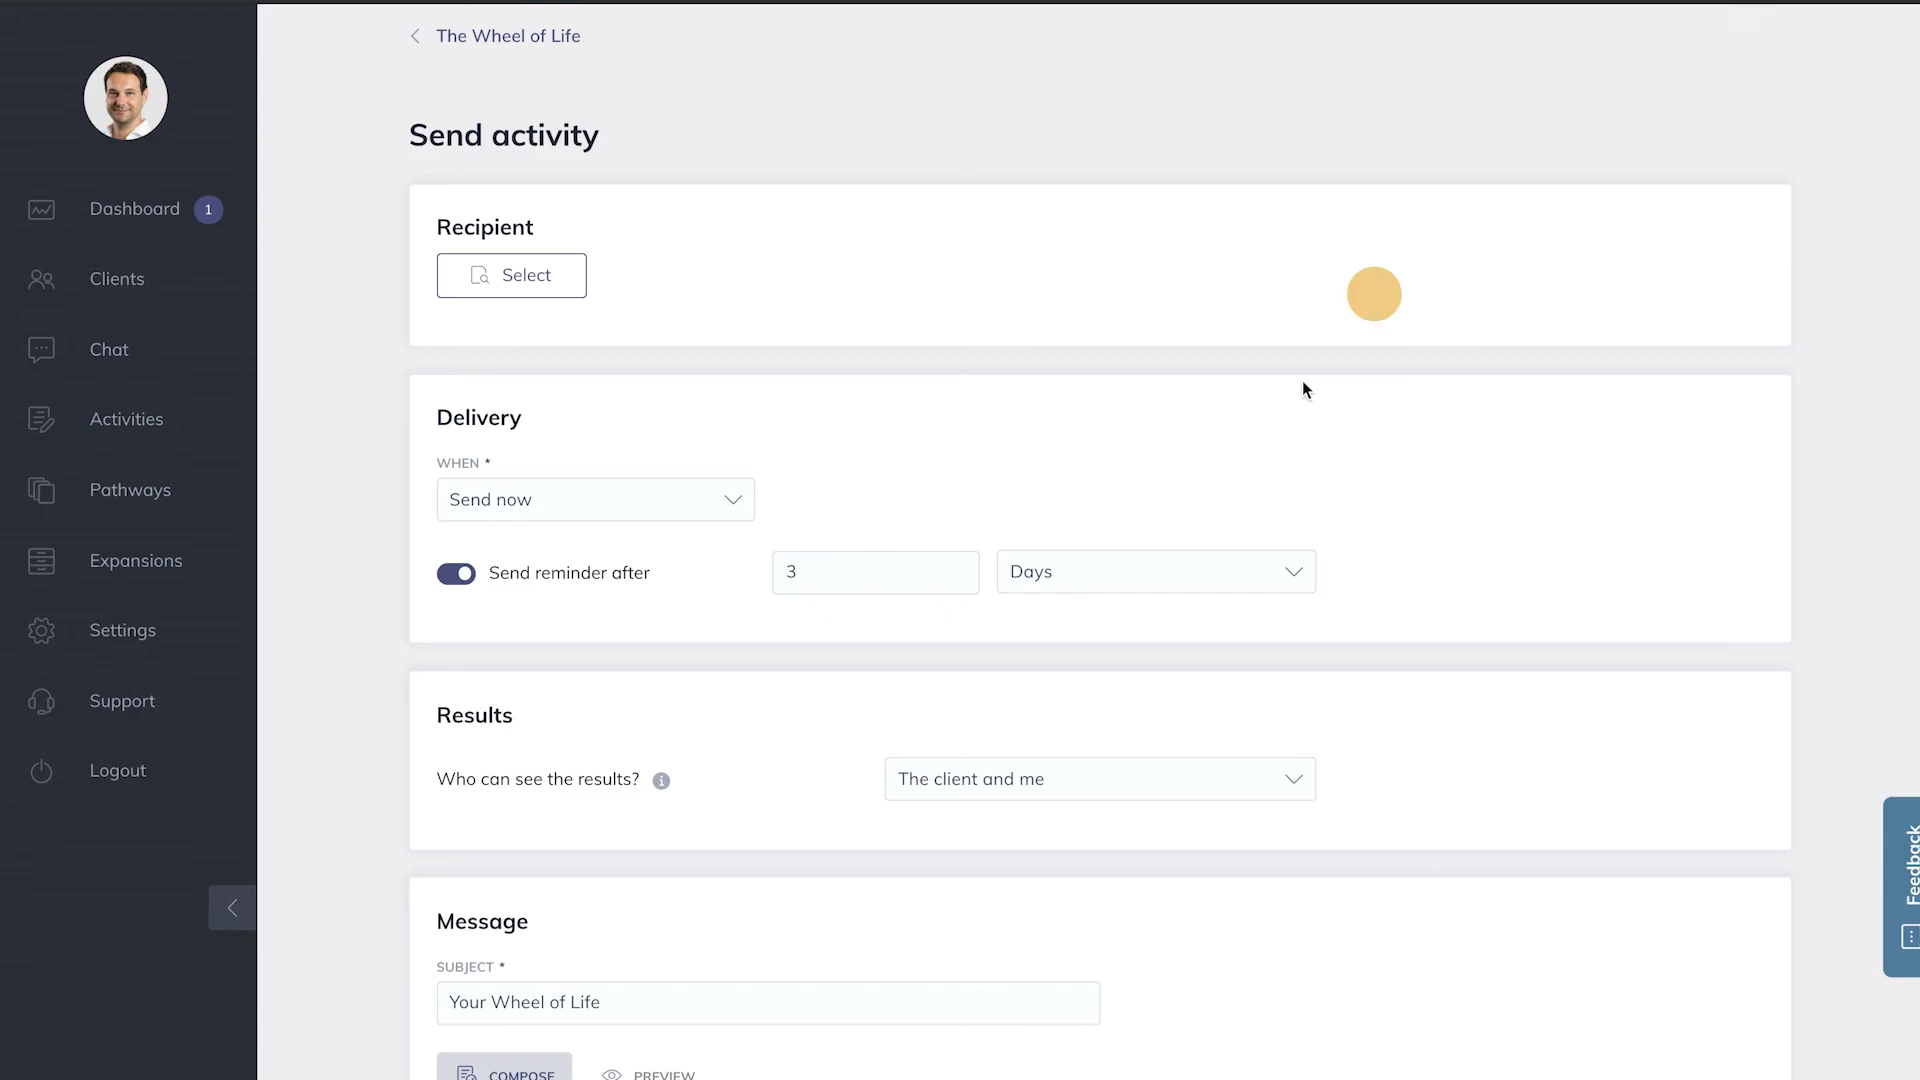 The Wheel of Life
Send activity
Dashboard 1
Clients
Chat
Activities
Pathways
Expansions
Settings
Support
Logout
Recipient
Select
Delivery
WHEN *
Send now
Send reminder after
3
Days
Results
Who can see the results?
The client and me
Message
SUBJECT *
Your Wheel of Life
COMPOSE
PREVIEW
Feedback